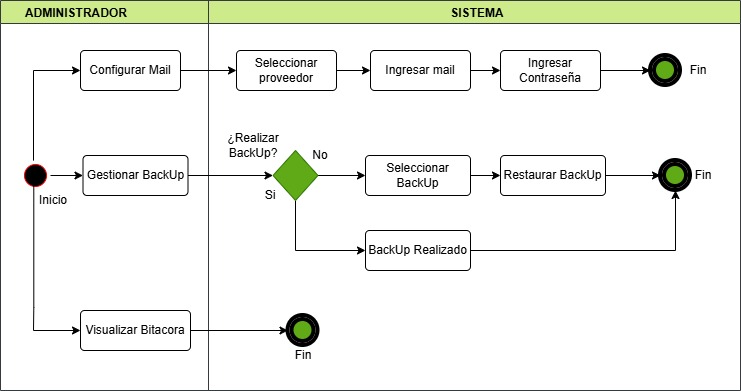 ADMINISTRADOR
SISTEMA
Configurar Mail
Seleccionar
proveedor
Ingresar mail
Ingresar
Contraseña
Fin
Inicio
Gestionar BackUp
¿Realizar
BackUp?
No
Si
Seleccionar
BackUp
Restaurar BackUp
Fin
BackUp Realizado
Visualizar Bitacora
Fin